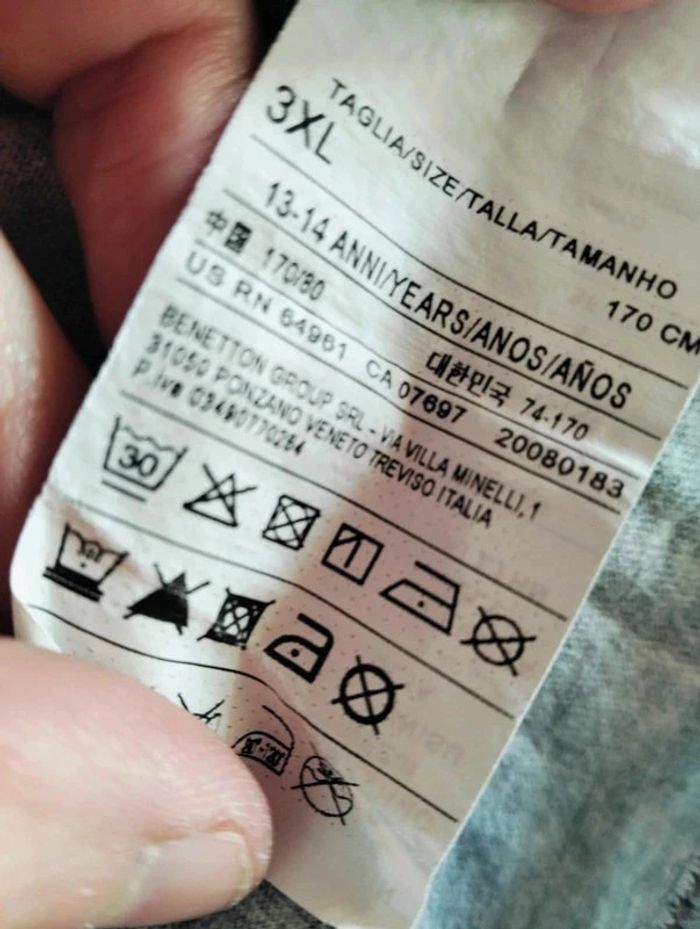 TAGLIA/SIZE/TALLA/TAMANHO
3XL 170 CM
13-14 ANNI/YEARS/ANOS/AÑOS
中国 170/80 대한민국 74-170
US RN 64961 CA 07697 20080183
BENETTON GROUP SRL - VIA VILLA MINELLI, 1
31050 PONZANO VENETO TREVISO ITALIA
P.iva 03490770264
30
30